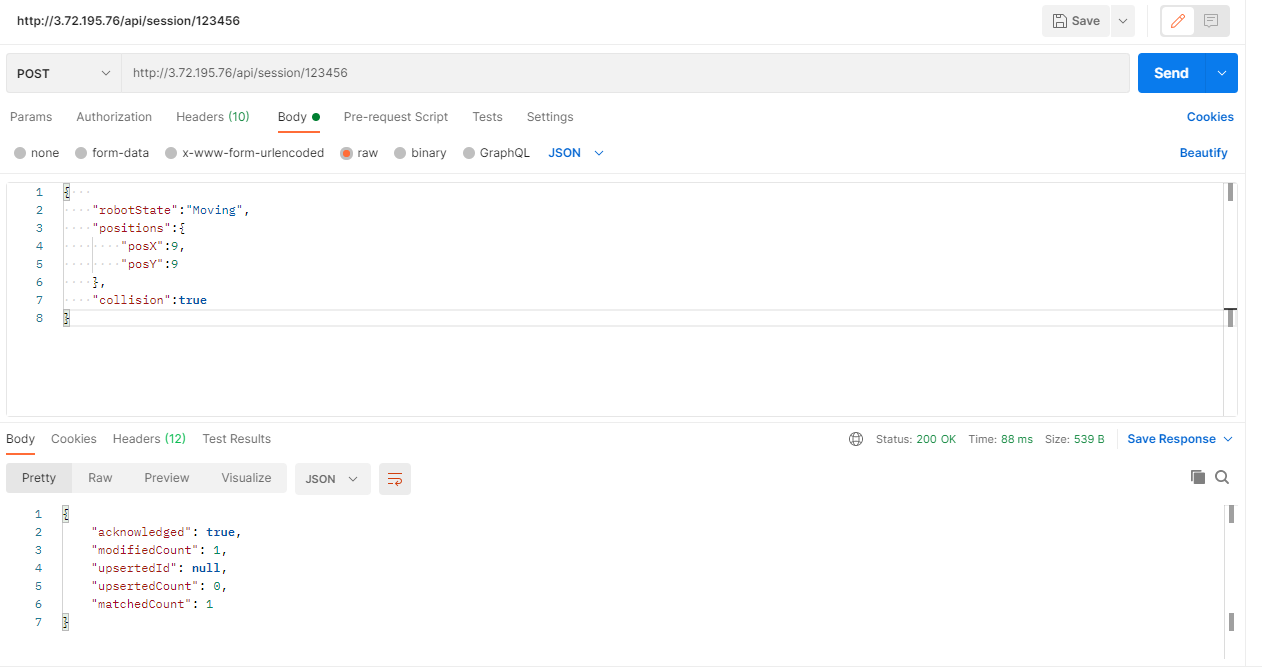 http://3.72.195.76/api/session/123456 Save
POST http://3.72.195.76/api/session/123456 Send
Params Authorization Headers (10) Body Pre-request Script Tests Settings Cookies
none form-data x-www-form-urlencoded raw binary GraphQL JSON Beautify
1 {
2 "robotState":"Moving",
3 "positions":{
4 "posX":9,
5 "posY":9
6 },
7 "collision":true
8 }
Body Cookies Headers (12) Test Results Status: 200 OK Time: 88 ms Size: 539 B Save Response
Pretty Raw Preview Visualize JSON
1 {
2 "acknowledged": true,
3 "modifiedCount": 1,
4 "upsertedId": null,
5 "upsertedCount": 0,
6 "matchedCount": 1
7 }